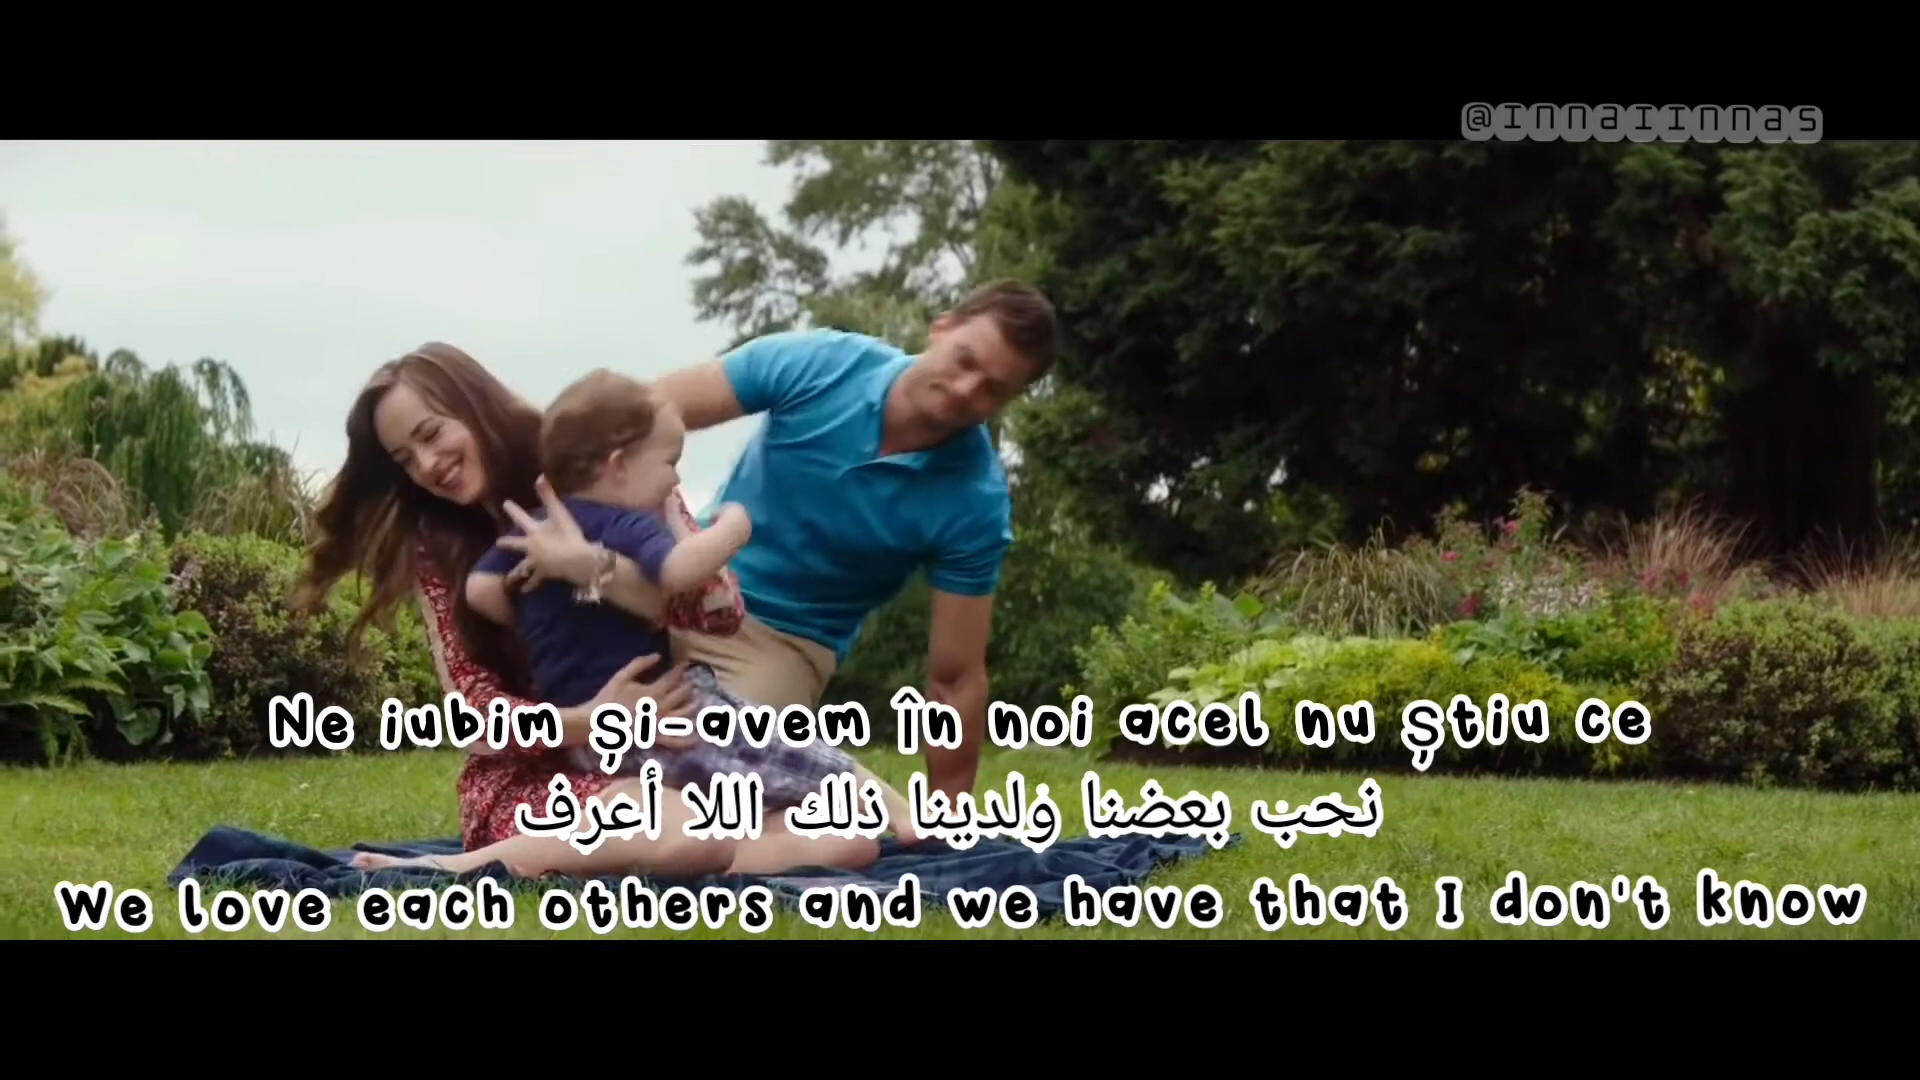 @InnaIInnas
Ne iubim și-avem în noi acel nu știu ce
نحب بعضنا ولدينا ذلك اللا أعرف
We love each others and we have that I don't know